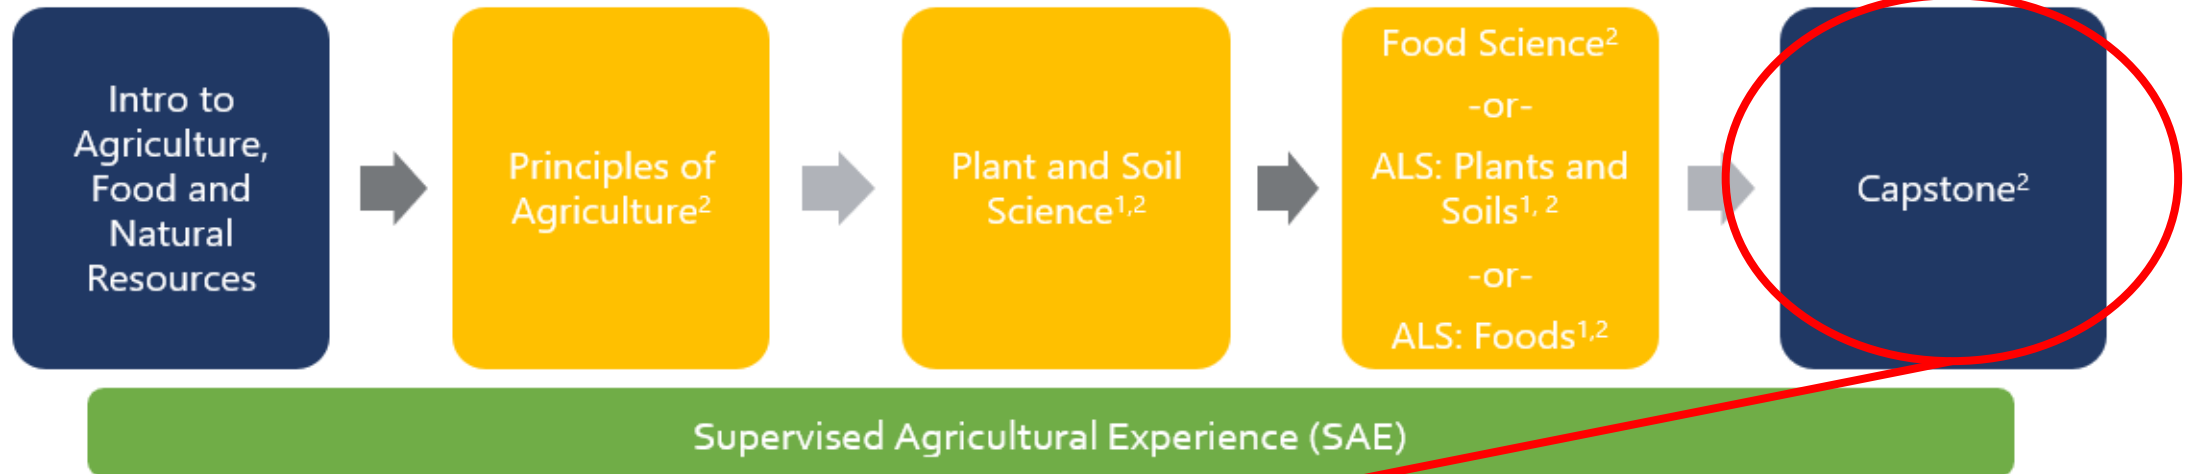 Intro to
Agriculture,
Food and
Natural
Resources
Principles of
Agriculture²
Plant and Soil
Science¹,²
Food Science²
-or-
ALS: Plants and
Soils¹, ²
-or-
ALS: Foods¹,²
Capstone²
Supervised Agricultural Experience (SAE)